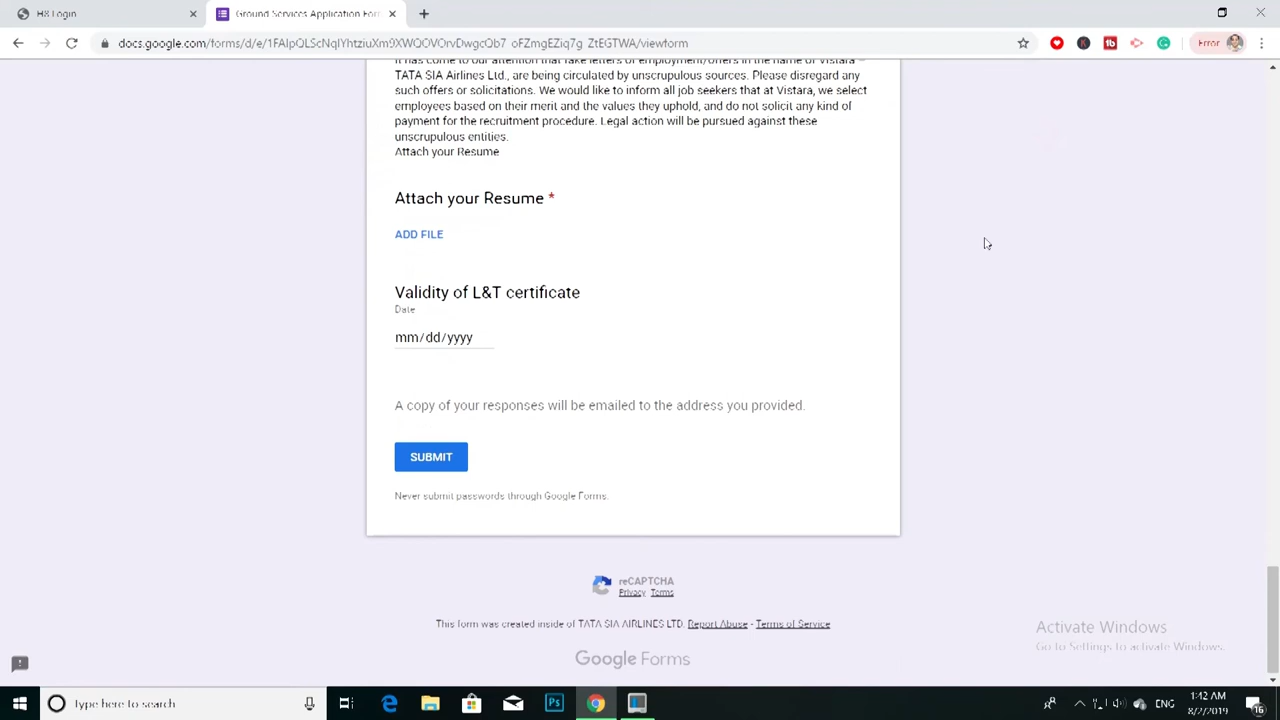 H8 Login
Ground Services Application For
docs.google.com/forms/d/e/
/viewform
Error
It has come to our attention that fake letters of employment/offers in the name of Vistara –
TATA SIA Airlines Ltd., are being circulated by unscrupulous sources. Please disregard any
such offers or solicitations. We would like to inform all job seekers that at Vistara, we select
employees based on their merit and the values they uphold, and do not solicit any kind of
payment for the recruitment procedure. Legal action will be pursued against these
unscrupulous entities.
Attach your Resume
Attach your Resume *
ADD FILE
Validity of L&T certificate
Date
mm/dd/yyyy
A copy of your responses will be emailed to the address you provided.
SUBMIT
Never submit passwords through Google Forms.
reCAPTCHA
Privacy Terms
This form was created inside of TATA SIA AIRLINES LTD. Report Abuse - Terms of Service
Google Forms
Activate Windows
Go to Settings to activate Windows.
Type here to search
Ps
ENG
1:42 AM
8/2/2019
16